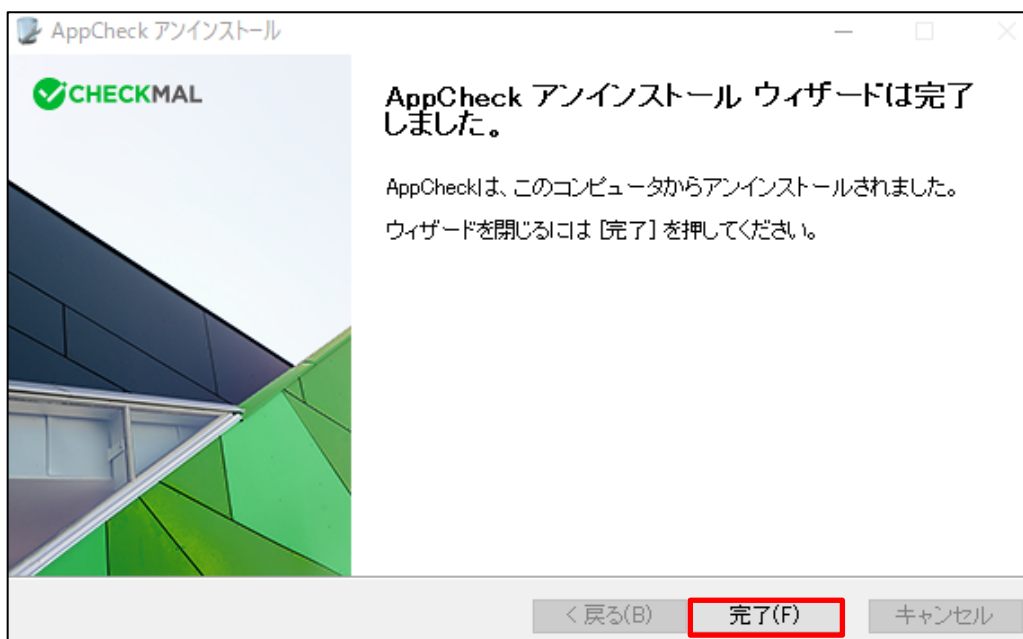 AppCheck アンインストール
CHECKMAL
AppCheck アンインストール ウィザードは完了
しました。
AppCheckは、このコンピュータからアンインストールされました。
ウィザードを閉じるには [完了] を押してください。
< 戻る(B)
完了(F)
キャンセル